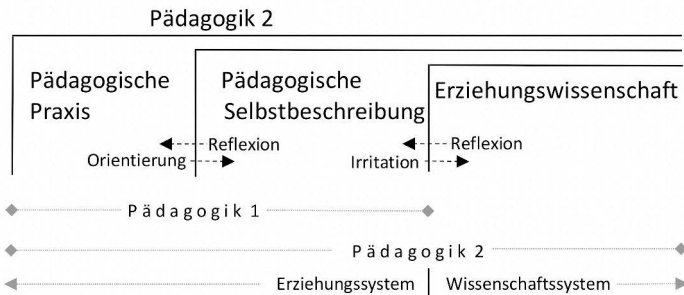 Pädagogik 2
Pädagogische
Praxis
Pädagogische
Selbstbeschreibung
Erziehungswissenschaft
Reflexion
Orientierung
Reflexion
Irritation
Pädagogik 1
Pädagogik 2
Erziehungssystem
Wissenschaftssystem